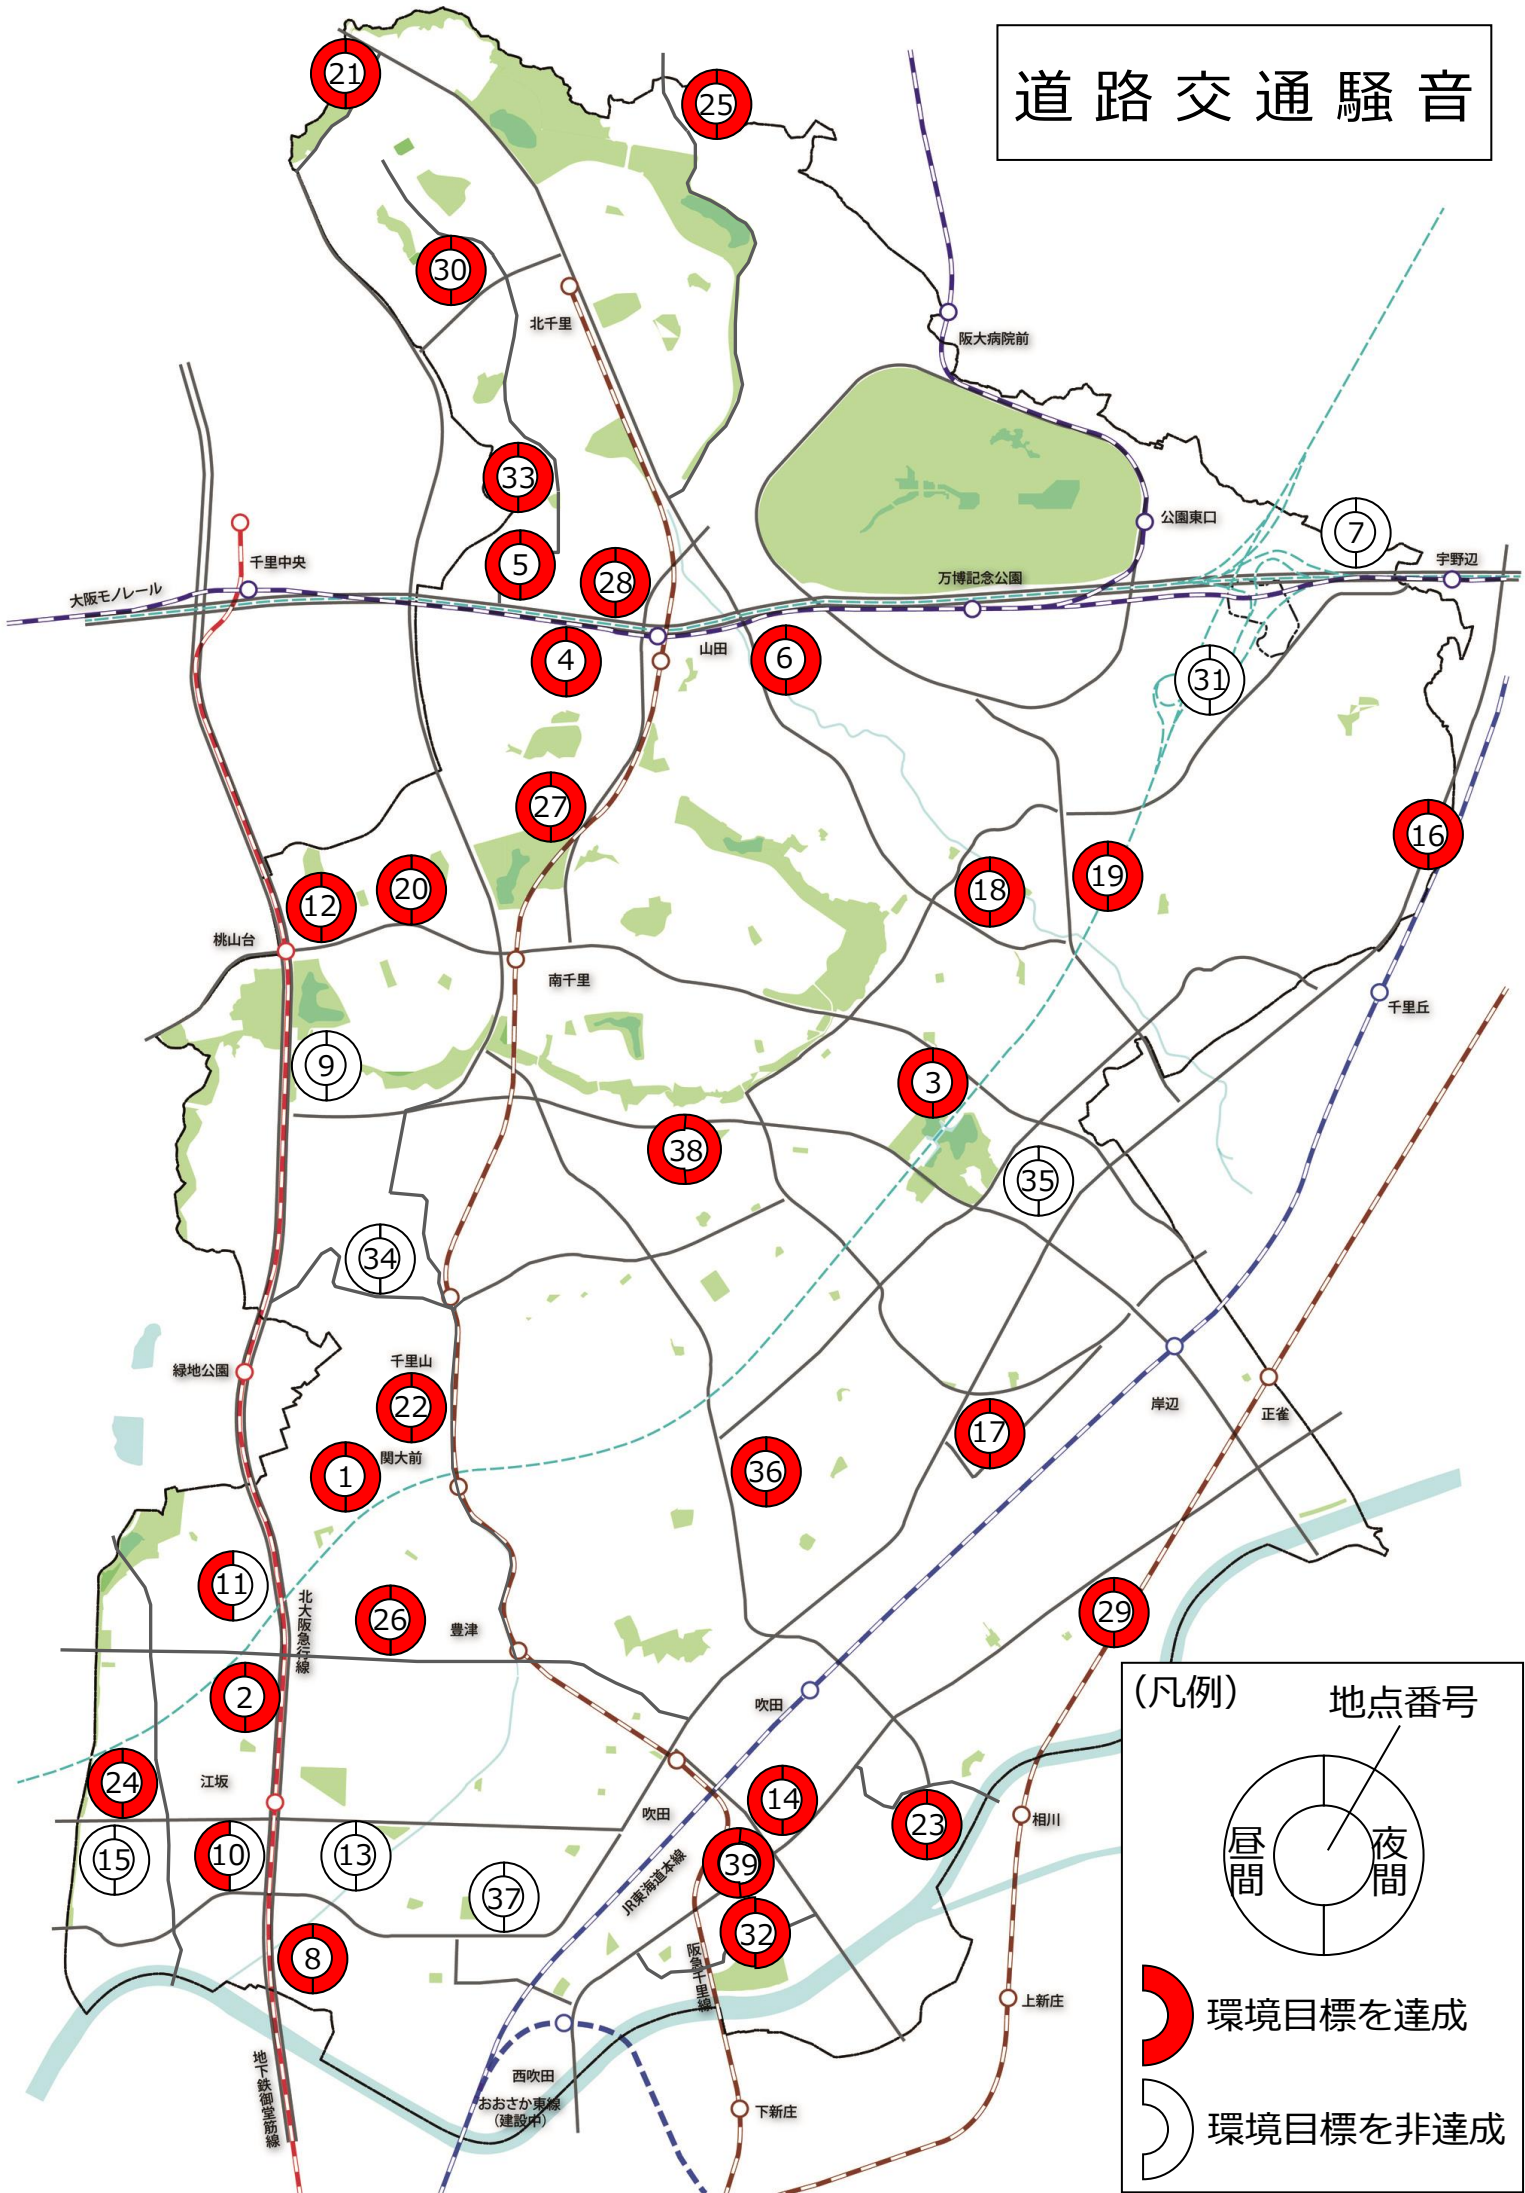 道路交通騒音
21
25
30
北千里
阪大病院前
33
公園東口
7
千里中央
5
28
宇野辺
大阪モノレール
万博記念公園
4
山田
6
31
27
16
12
20
18
19
桃山台
南千里
千里丘
9
3
38
35
34
千里山
緑地公園
22
岸辺
正雀
17
関大前
1
36
11
26
29
豊津
北大阪急行線
2
吹田
江坂
24
14
吹田
23
相川
15
10
13
39
JR東海道本線
37
32
8
阪急千里線
上新庄
西吹田
おおさか東線
(建設中)
地下鉄御堂筋線
下新庄
(凡例)
地点番号
昼間
夜間
環境目標を達成
環境目標を非達成